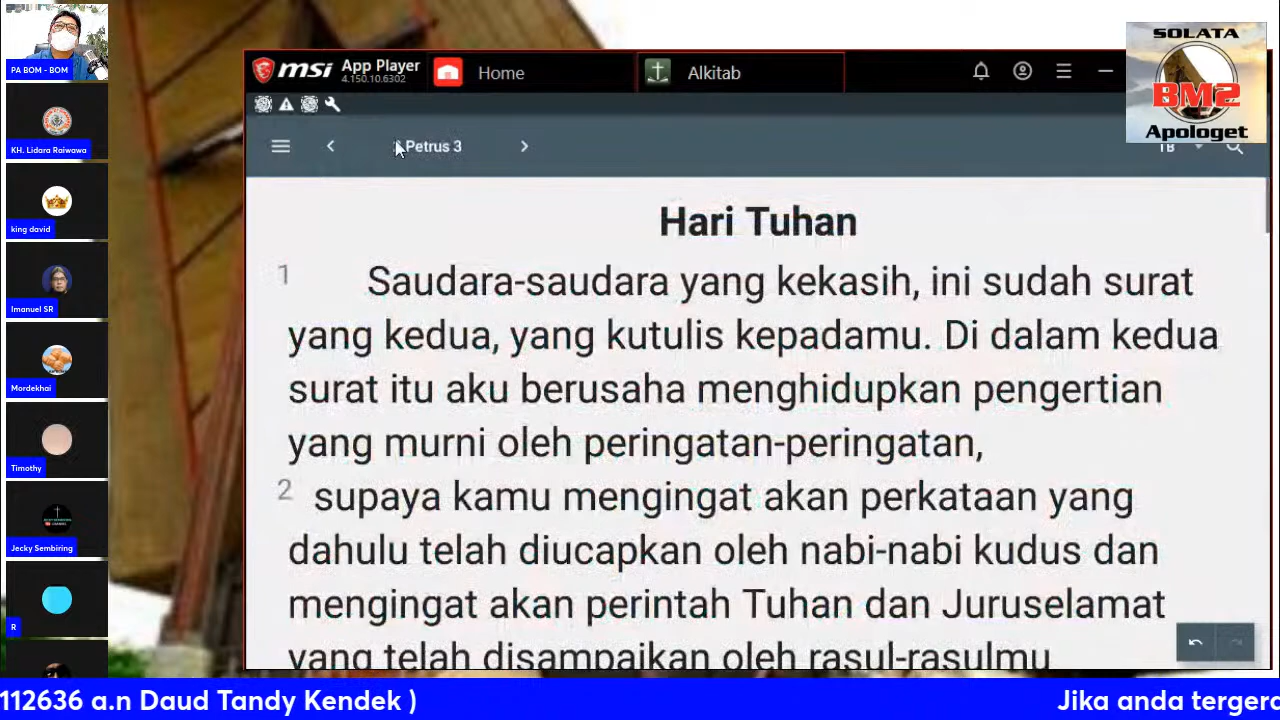 PA BOM - BOM
KH. Lidara Raiwawa
king david
Imanuel SR
Mordekhai
Timothy
Jecky Sembiring
R
msi App Player
4.150.10.6302
Home
Alkitab
SOLATA
BM2
Apologet
Petrus 3
TB
Hari Tuhan
1 Saudara-saudara yang kekasih, ini sudah surat
yang kedua, yang kutulis kepadamu. Di dalam kedua
surat itu aku berusaha menghidupkan pengertian
yang murni oleh peringatan-peringatan,
2 supaya kamu mengingat akan perkataan yang
dahulu telah diucapkan oleh nabi-nabi kudus dan
mengingat akan perintah Tuhan dan Juruselamat
yang telah disampaikan oleh rasul-rasulmu
112636 a.n Daud Tandy Kendek )
Jika anda tergera